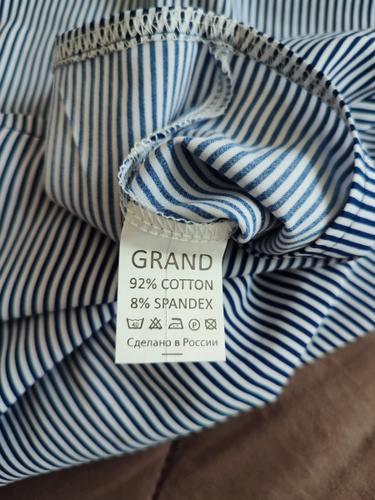 GRAND
92% COTTON
8% SPANDEX
Сделано в России